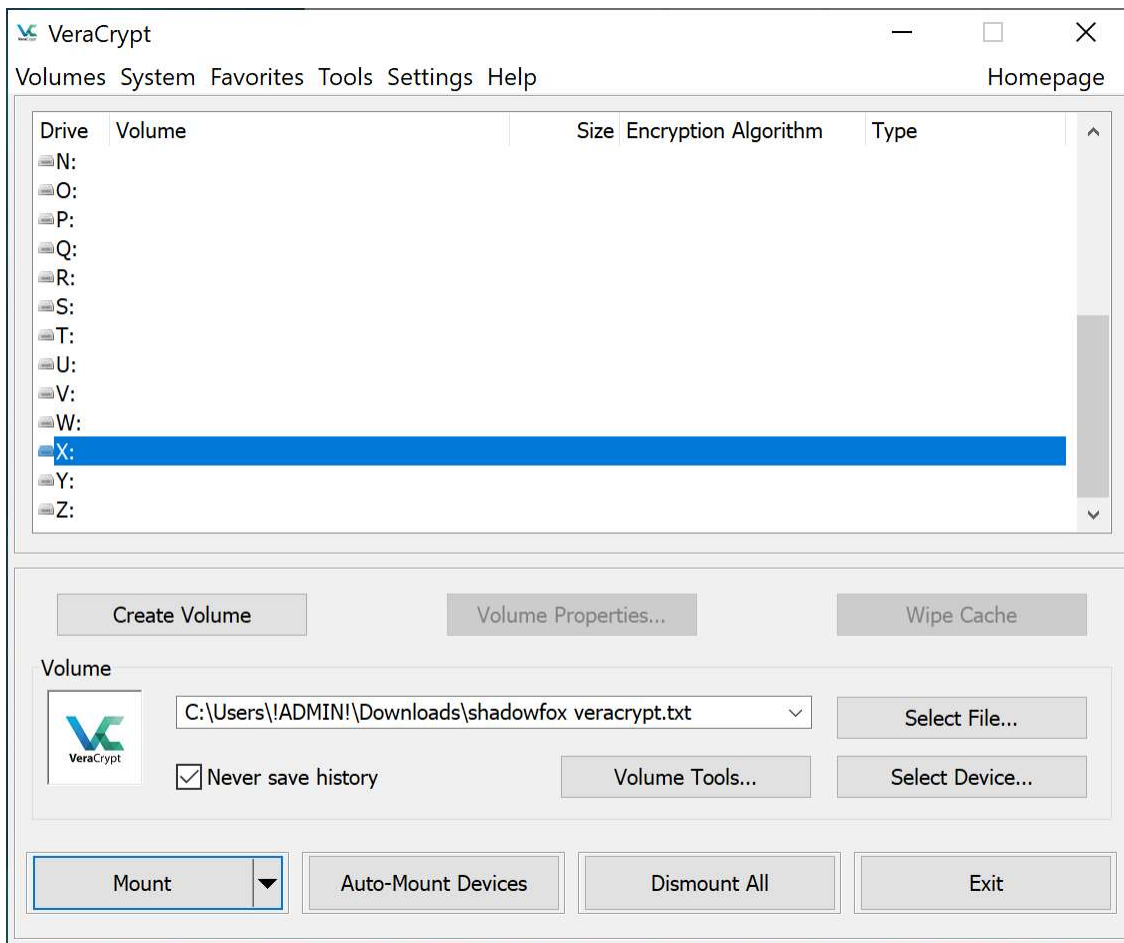 VeraCrypt
Volumes System Favorites Tools Settings Help Homepage
Drive Volume Size Encryption Algorithm Type
N:
O:
P:
Q:
R:
S:
T:
U:
V:
W:
X:
Y:
Z:
Create Volume Volume Properties... Wipe Cache
Volume
VeraCrypt
C:\Users\!ADMIN!\Downloads\shadowfox veracrypt.txt Select File...
Never save history Volume Tools... Select Device...
Mount Auto-Mount Devices Dismount All Exit